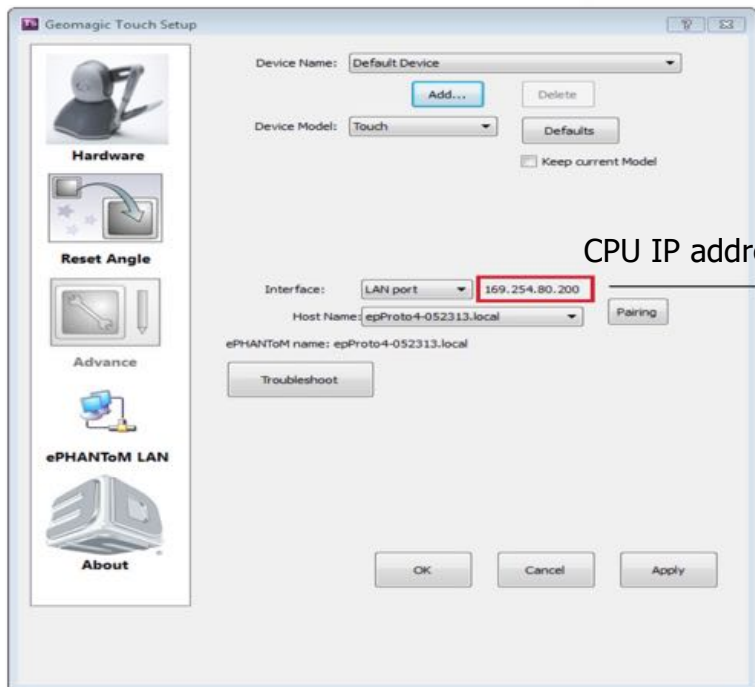 Geomagic Touch Setup
Device Name: Default Device
Add... Delete
Device Model: Touch Defaults
Hardware
Keep current Model
Reset Angle
CPU IP addre
Interface: LAN port 169.254.80.200
Host Name: epProto4-052313.local Pairing
ePHANToM name: epProto4-052313.local
Advance
Troubleshoot
ePHANToM LAN
About
OK Cancel Apply